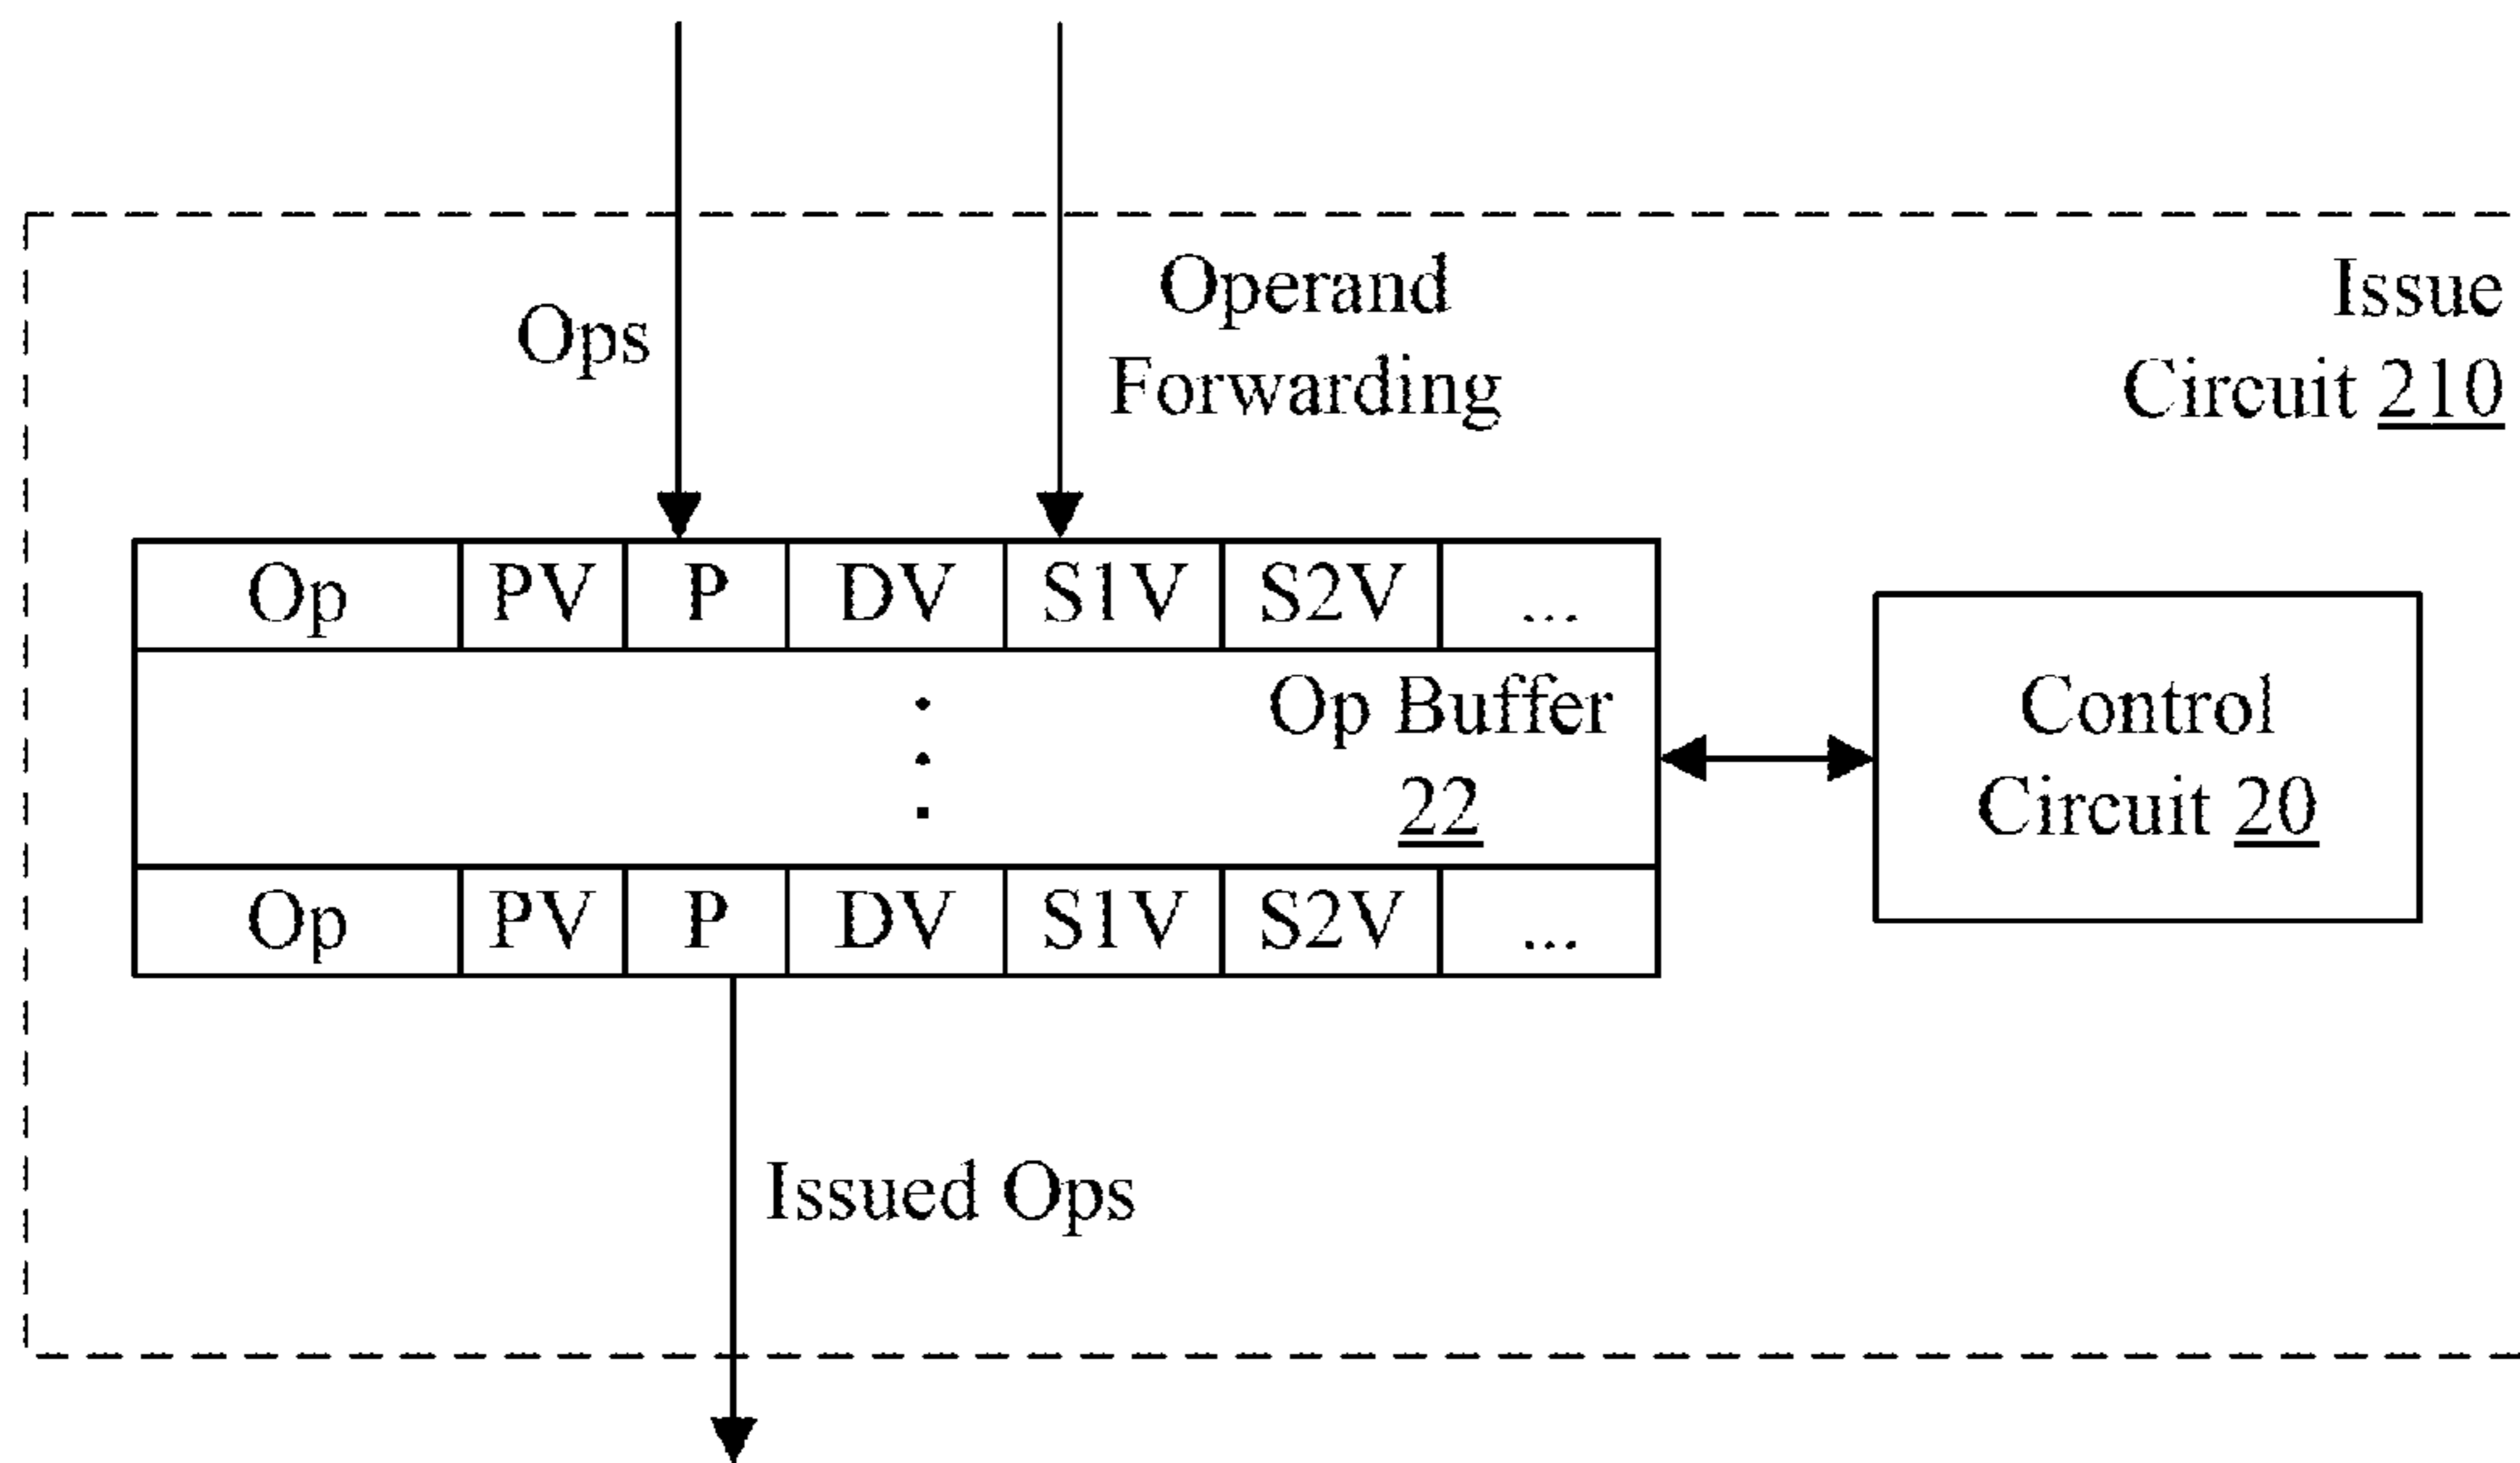 Operand
Forwarding
Ops
Issue
Circuit 210
Op PV P DV S1V S2V ...
Op Buffer
22
Control
Circuit 20
Op PV P DV S1V S2V ...
Issued Ops